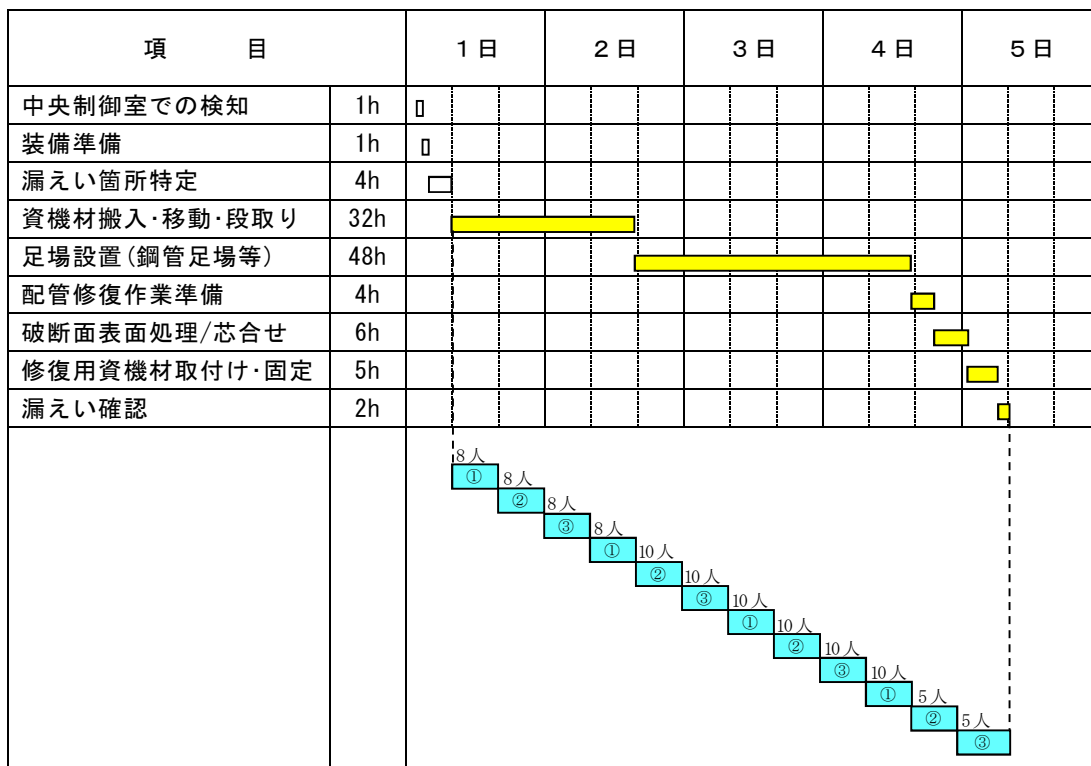 項　目 1日 2日 3日 4日 5日
中央制御室での検知 1h
装備準備 1h
漏えい箇所特定 4h
資機材搬入・移動・段取り 32h
足場設置(鋼管足場等) 48h
配管修復作業準備 4h
破断面表面処理/芯合せ 6h
修復用資機材取付け・固定 5h
漏えい確認 2h
8人
①
8人
②
8人
③
8人
①
10人
②
10人
③
10人
①
10人
②
10人
③
10人
①
5人
②
5人
③